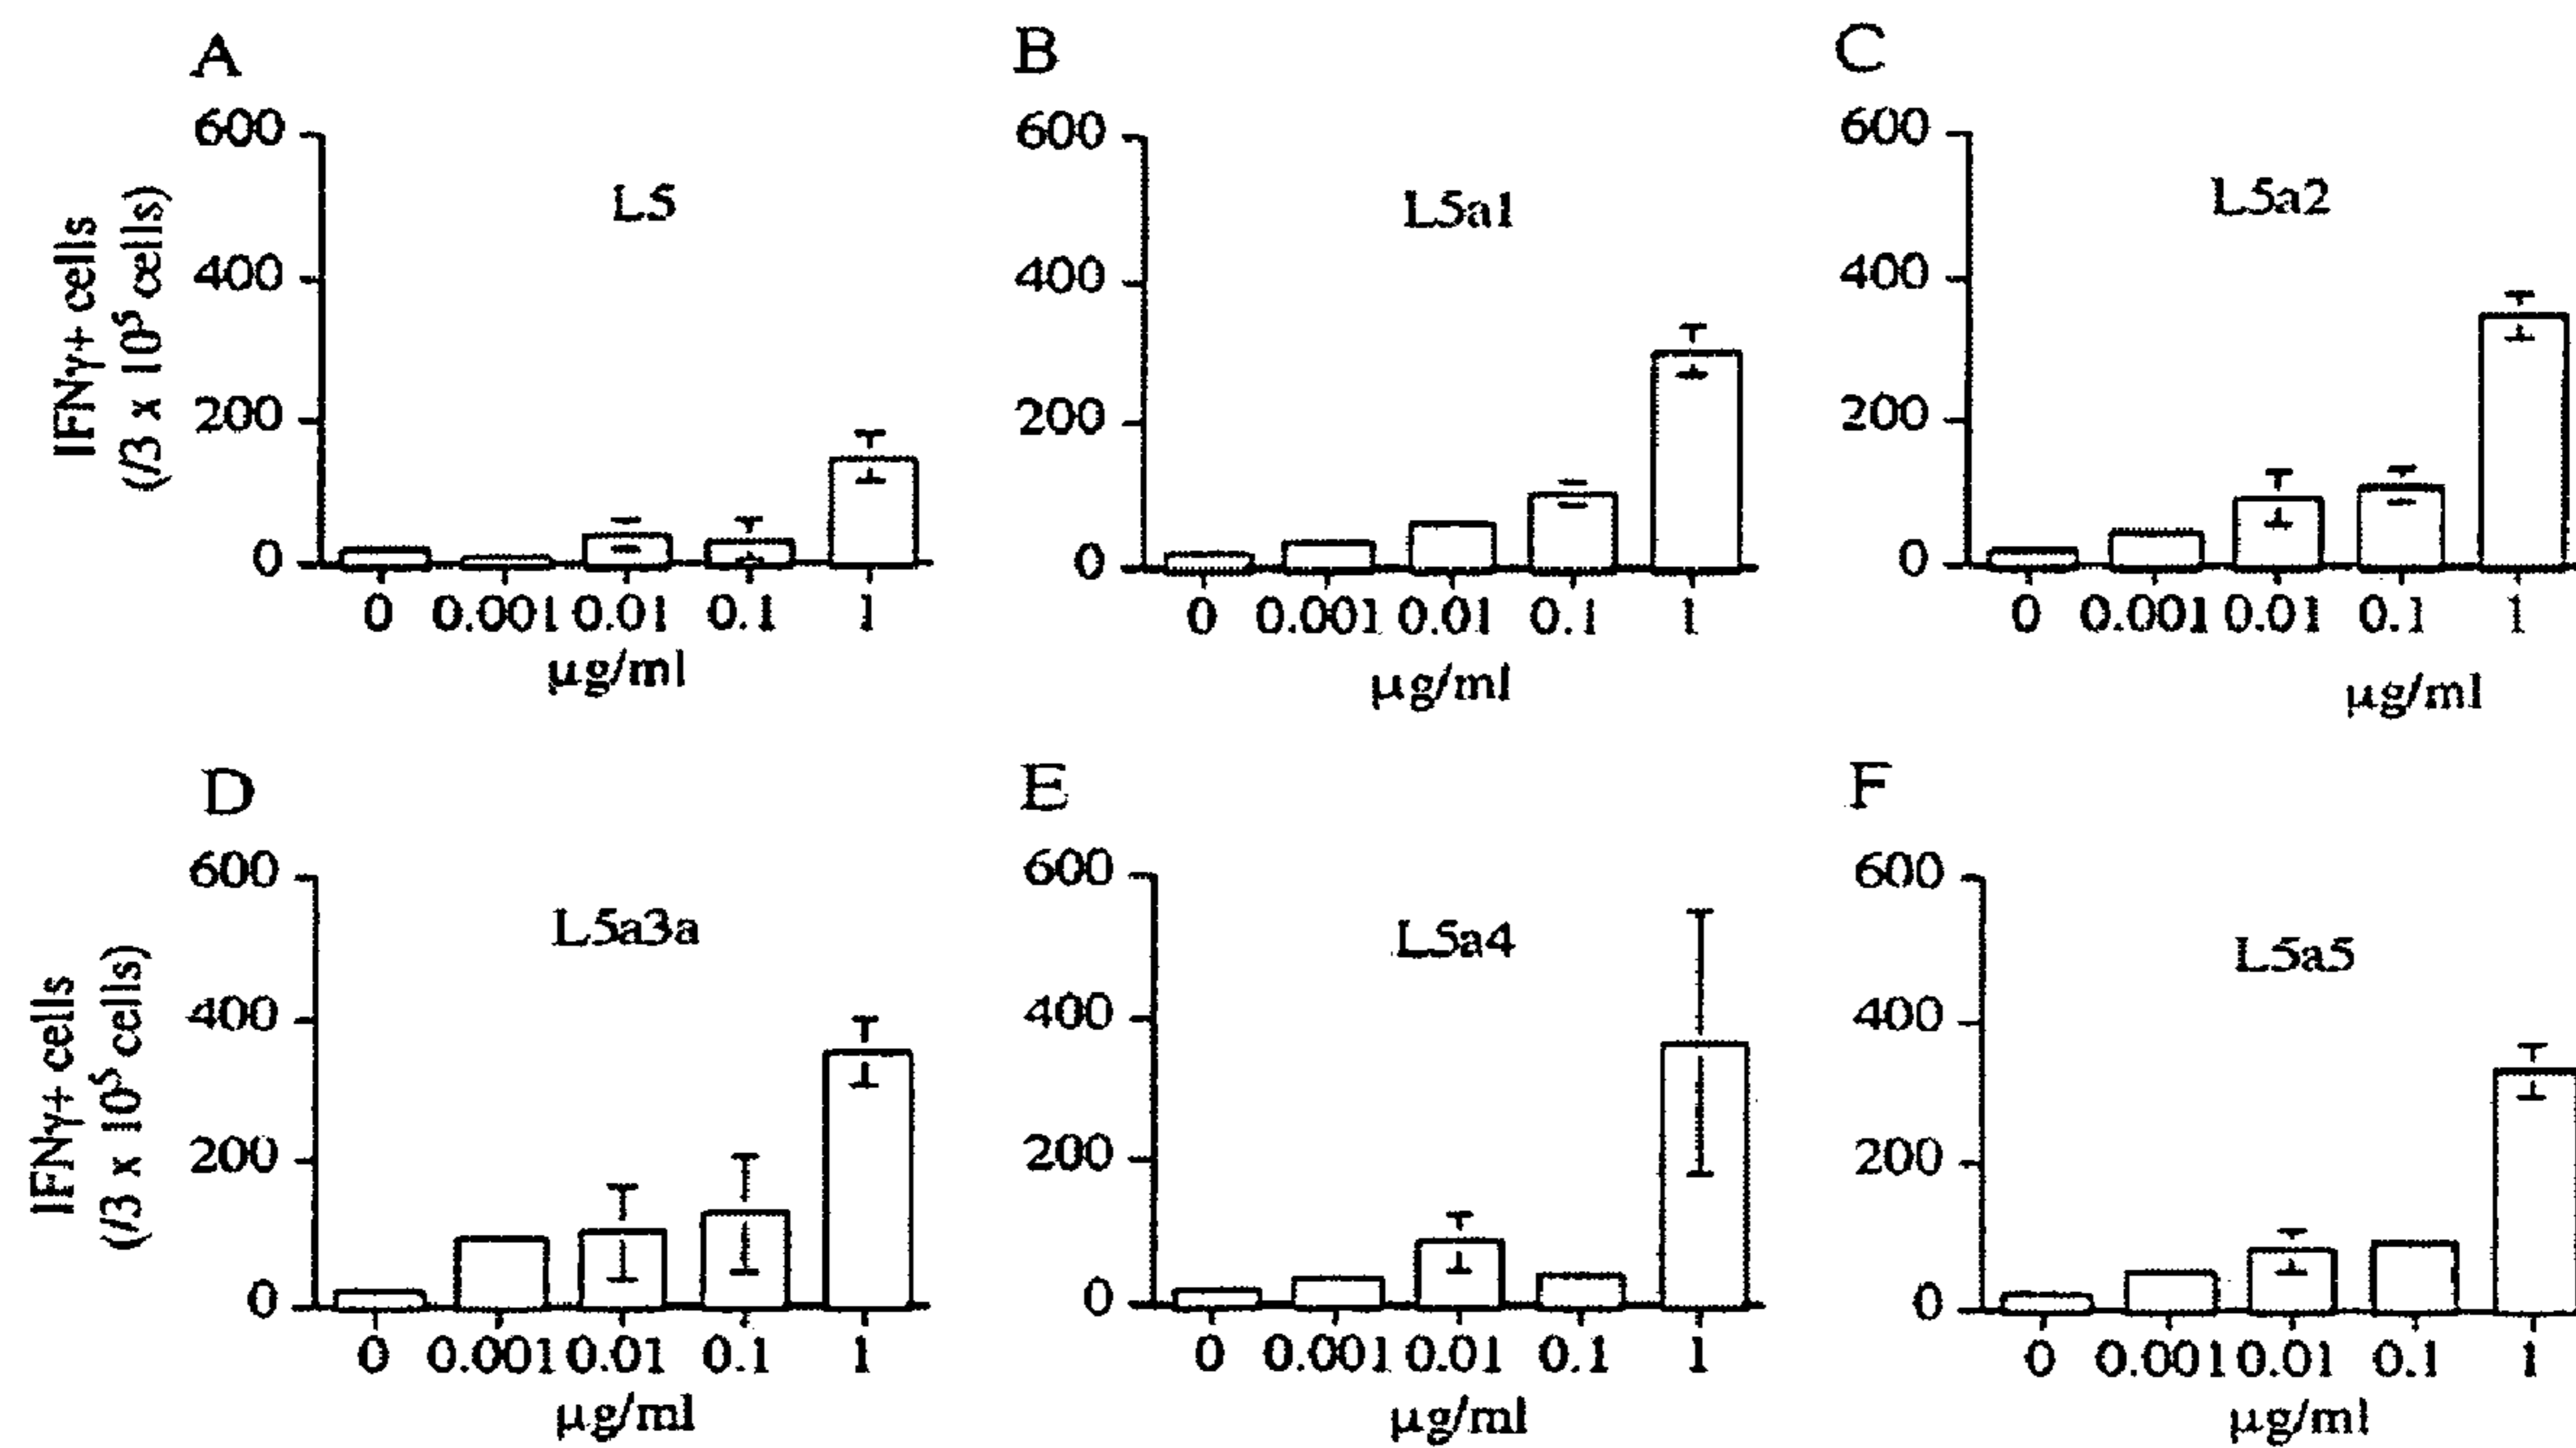 A
B
C
600
400
200
0
L5
IFNγ+ cells
(/3 x 10⁵ cells)
0 0.001 0.01 0.1 1
μg/ml
600
400
200
0
L5a1
0 0.001 0.01 0.1 1
μg/ml
600
400
200
0
L5a2
0 0.001 0.01 0.1 1
μg/ml
D
E
F
600
400
200
0
L5a3a
IFNγ+ cells
(/3 x 10⁵ cells)
0 0.001 0.01 0.1 1
μg/ml
600
400
200
0
L5a4
0 0.001 0.01 0.1 1
μg/ml
600
400
200
0
L5a5
0 0.001 0.01 0.1 1
μg/ml